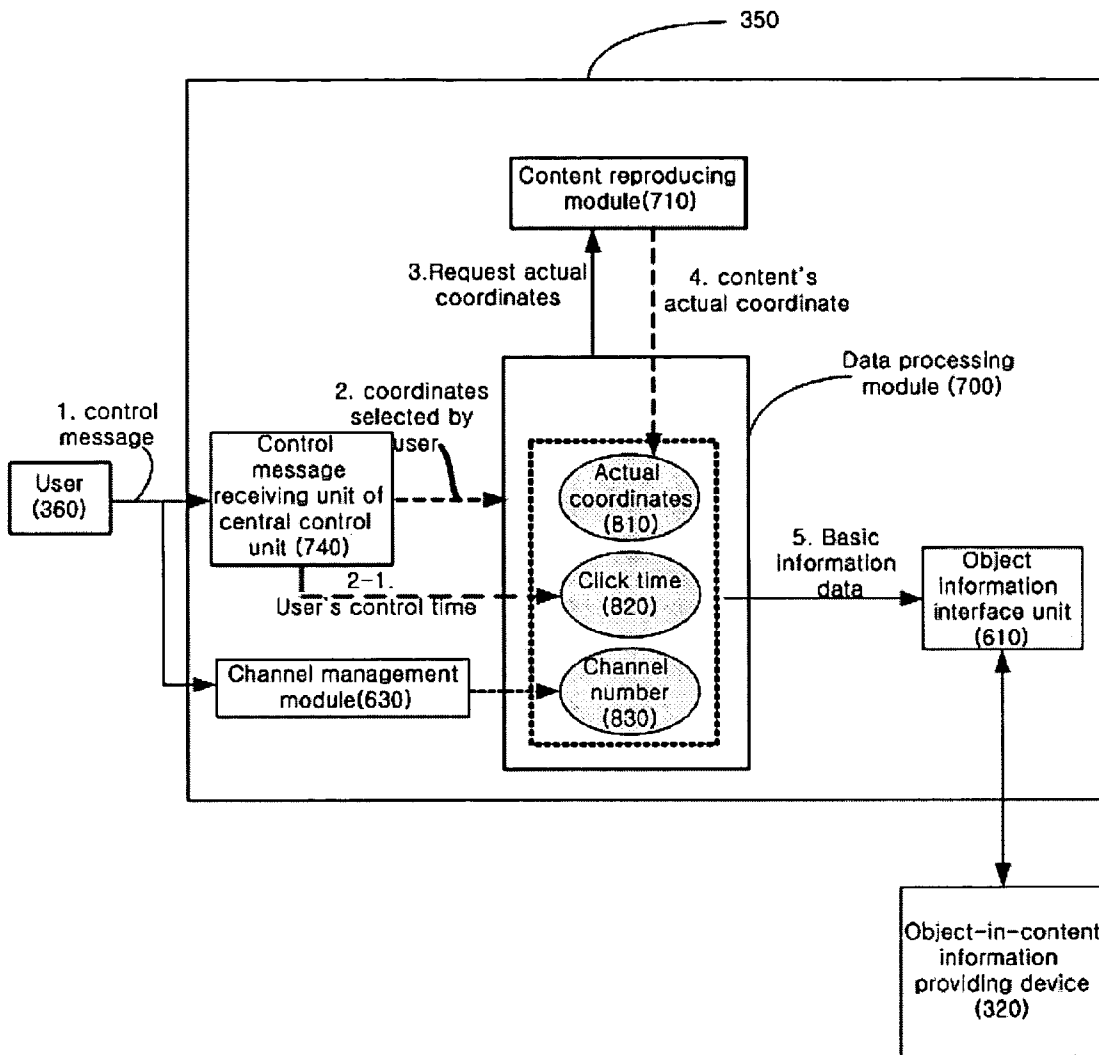 350
Content reproducing
module(710)
3.Request actual
coordinates
4. content's
actual coordinate
Data processing
module (700)
1. control
message
2. coordinates
selected by
user
User
(360)
Control
message
receiving unit of
central control
unit (740)
Actual
coordinates
(810)
2-1.
User's control time
Click time
(820)
5. Basic
information
data
Object
information
interface unit
(610)
Channel management
module(630)
Channel
number
(830)
Object-in-content
information
providing device
(320)